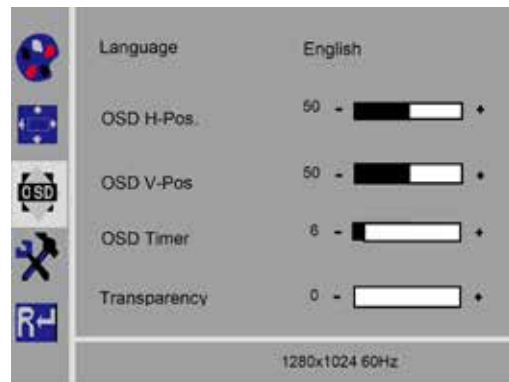 Language English
OSD H-Pos. 50 - +
OSD
OSD V-Pos 50 - +
OSD Timer 6 - +
Transparency 0 - +
R
1280x1024 60Hz